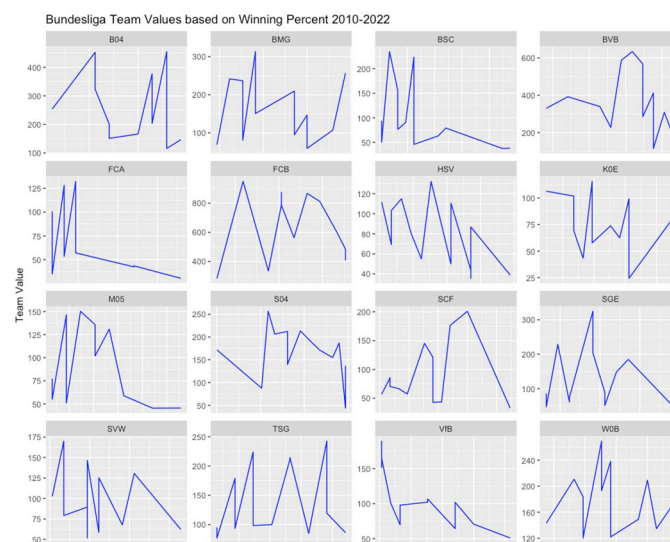 Bundesliga Team Values based on Winning Percent 2010-2022
B04 BMG BSC BVB
400 300 200 100
300 200 100
200 150 100 50
600 400 200
FCA FCB HSV K0E
125 100 75 50
800 600 400
120 100 80 60 40
100 75 50 25
Team Value
M05 S04 SCF SGE
150 125 100 75 50
250 200 150 100 50
200 150 100 50
300 200 100
SVW TSG VfB W0B
175 150 125 100 75 50
250 200 150 100
150 100 50
240 200 160 120